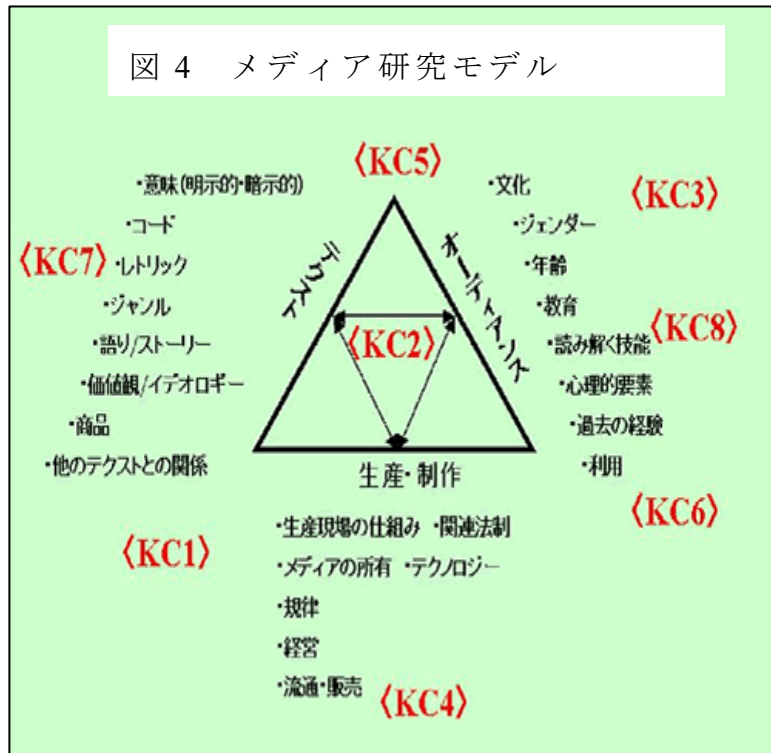 図4 メディア研究モデル
〈KC5〉
・意味(明示的・暗示的)
・コード
〈KC7〉
・レトリック
・ジャンル
・語り/ストーリー
・価値観/イデオロギー
・商品
・他のテクストとの関係
テクスト
〈KC2〉
オーディアンス
・文化
〈KC3〉
・ジェンダー
・年齢
・教育
・読み解く技能
〈KC8〉
・心理的要素
・過去の経験
・利用
〈KC6〉
生産・制作
〈KC1〉
・生産現場の仕組み ・関連法制
・メディアの所有 ・テクノロジー
・規律
・経営
・流通・販売
〈KC4〉